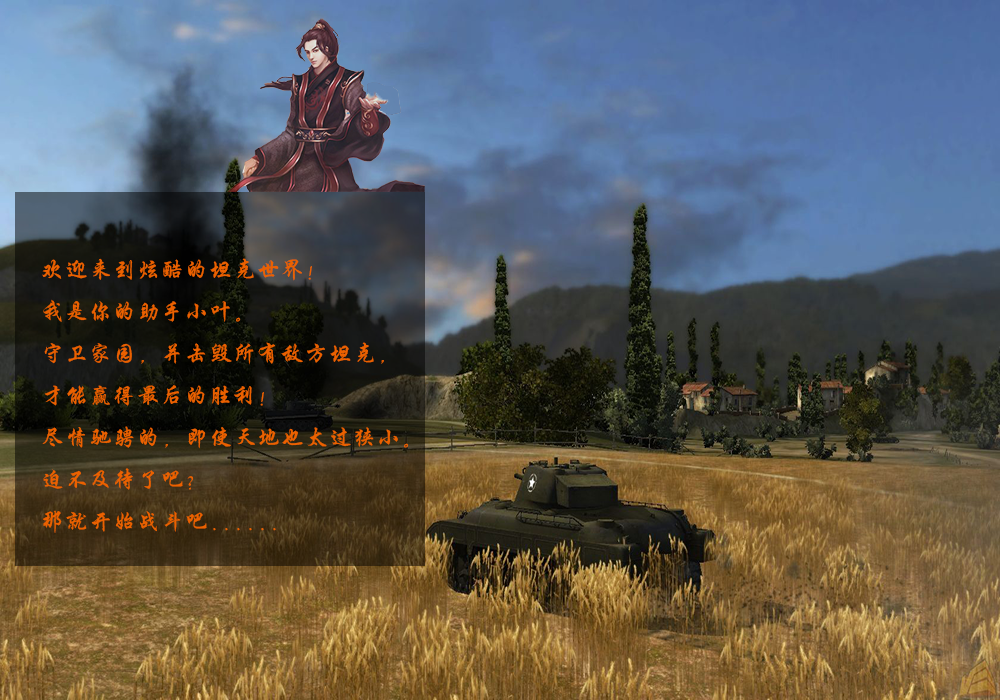 欢迎来到炫酷的坦克世界！
我是你的助手小叶。
守卫家园，并击毁所有敌方坦克，
才能赢得最后的胜利！
尽情驰骋的，即使天地也太过狭小。
迫不及待了吧？
那就开始战斗吧......